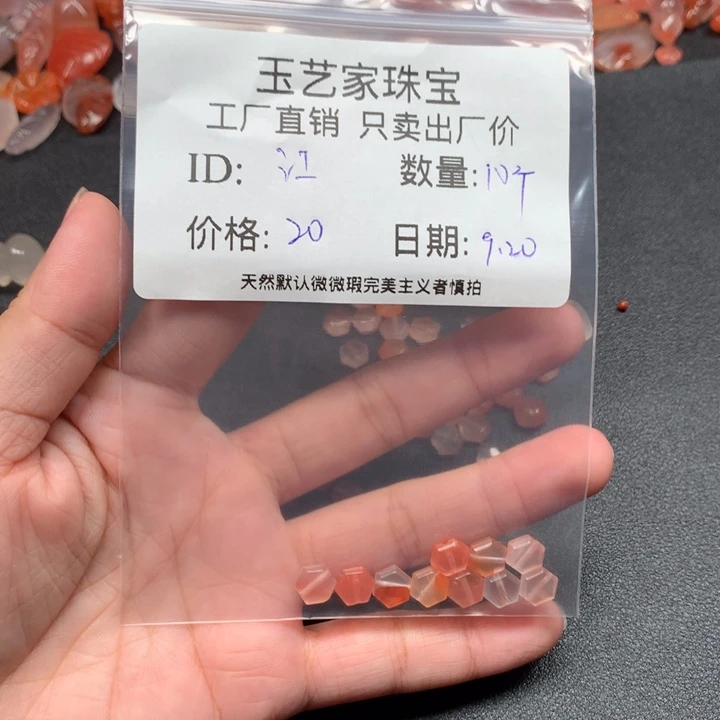 玉艺家珠宝
工厂直销 只卖出厂价
ID: 江 数量: 10个
价格: 20 日期: 9.20
天然默认微微瑕完美主义者慎拍